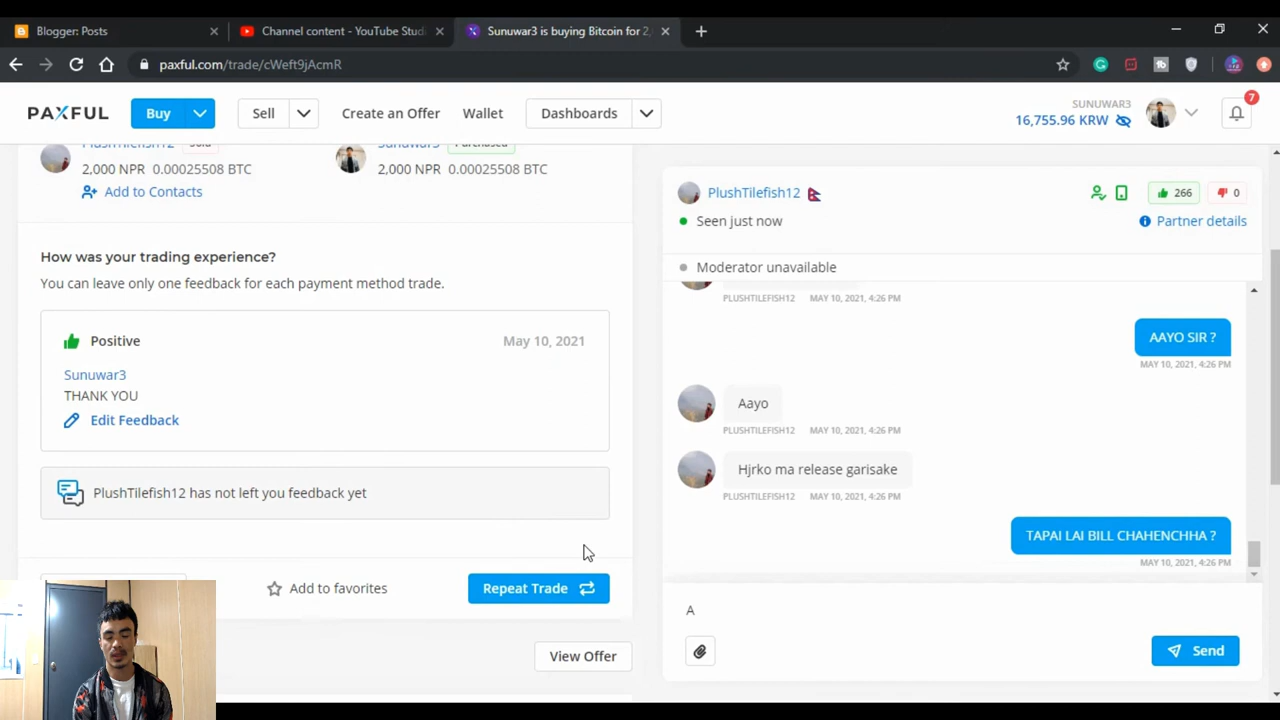 Blogger: Posts
Channel content - YouTube Studi
Sunuwar3 is buying Bitcoin for 2,
paxful.com/trade/cWeft9jAcmR
PAXFUL
Buy
Sell
Create an Offer
Wallet
Dashboards
SUNUWAR3
16,755.96 KRW
7
PlushTilefish12
Sold
Sunuwar3
Purchased
2,000 NPR 0.00025508 BTC
2,000 NPR 0.00025508 BTC
Add to Contacts
How was your trading experience?
You can leave only one feedback for each payment method trade.
Positive
May 10, 2021
Sunuwar3
THANK YOU
Edit Feedback
PlushTilefish12 has not left you feedback yet
Add to favorites
Repeat Trade
View Offer
PlushTilefish12
266
0
Seen just now
Partner details
Moderator unavailable
PLUSHTILEFISH12 MAY 10, 2021, 4:26 PM
AAYO SIR ?
MAY 10, 2021, 4:26 PM
Aayo
PLUSHTILEFISH12 MAY 10, 2021, 4:26 PM
Hjrko ma release garisake
PLUSHTILEFISH12 MAY 10, 2021, 4:26 PM
TAPAI LAI BILL CHAHENCHHA ?
MAY 10, 2021, 4:26 PM
A
Send